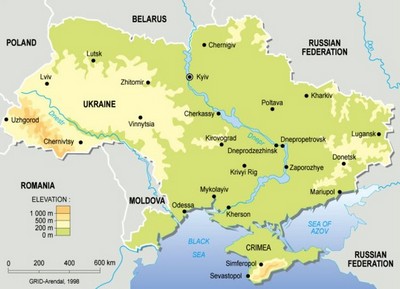 BELARUS
POLAND
RUSSIAN
FEDERATION
Chernigiv
Lutsk
Kyiv
Lviv
Zhitomir
Kharkiv
UKRAINE
Poltava
Cherkassy
Uzhgorod
Vinnytsia
Lugansk
Kirovograd
Dnepropetrovsk
Chernivtsy
Dneprodzezhinsk
Donetsk
Krivyi Rig
Zaporozhye
ROMANIA
MOLDOVA
Mykolayiv
Mariupol
ELEVATION :
1 000 m
500 m
200 m
0 m
Odessa
Kherson
SEA OF
AZOV
BLACK
SEA
CRIMEA
RUSSIAN
FEDERATION
Simferopol
Sevastopol
0
200
400
600 km
GRID-Arendal, 1998